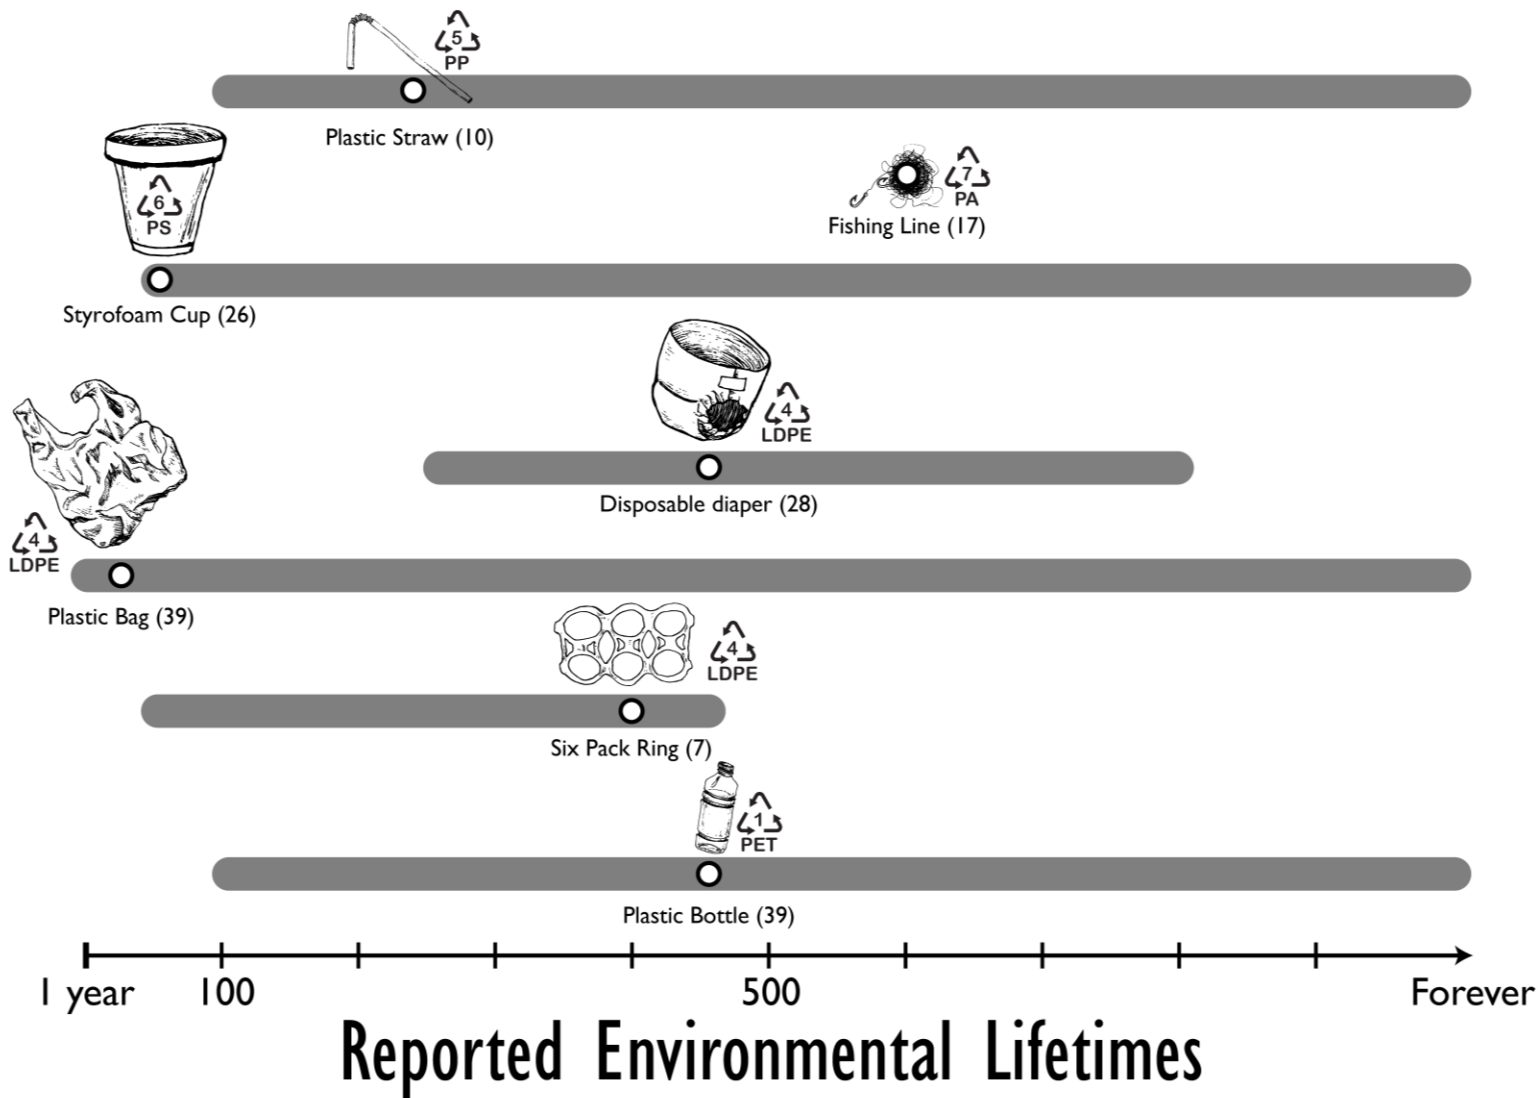 5
PP
Plastic Straw (10)
7
PA
Fishing Line (17)
6
PS
Styrofoam Cup (26)
4
LDPE
Disposable diaper (28)
4
LDPE
Plastic Bag (39)
4
LDPE
Six Pack Ring (7)
1
PET
Plastic Bottle (39)
1 year 100 500 Forever
Reported Environmental Lifetimes